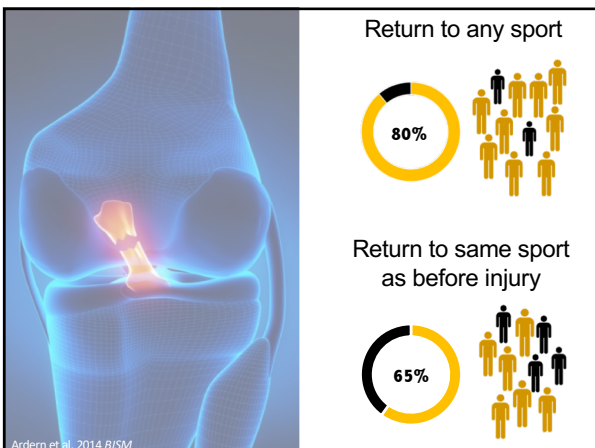 Return to any sport
80%
Return to same sport
as before injury
65%
Ardern et al. 2014 BJSM